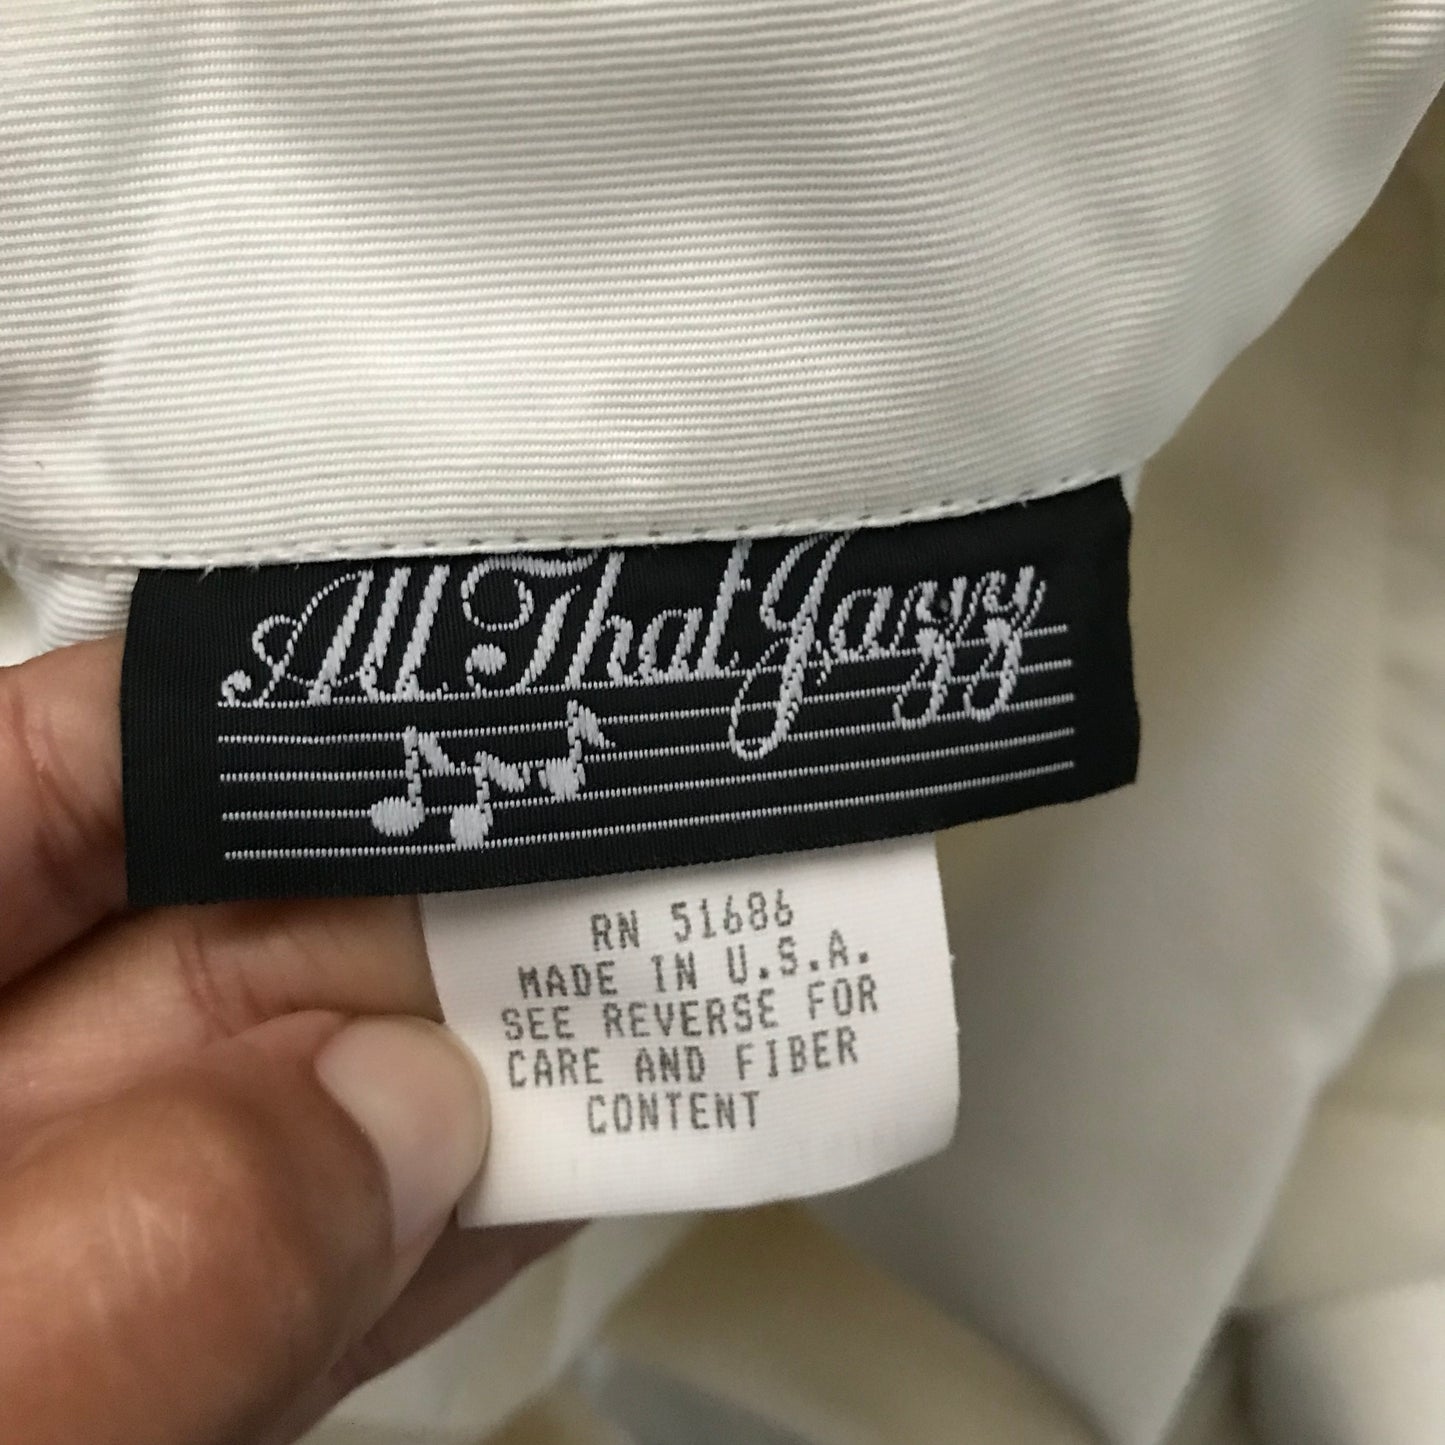 All That Jazz
RN 51686
MADE IN U.S.A.
SEE REVERSE FOR
CARE AND FIBER
CONTENT